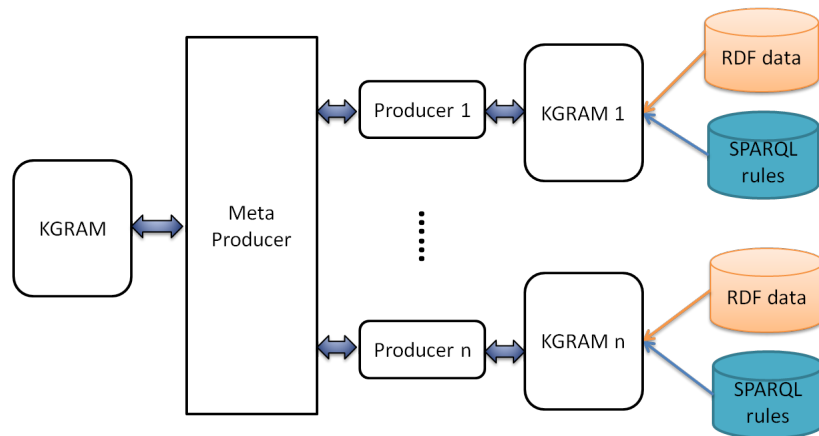 KGRAM
Meta
Producer
Producer 1
KGRAM 1
RDF data
SPARQL
rules
Producer n
KGRAM n
RDF data
SPARQL
rules